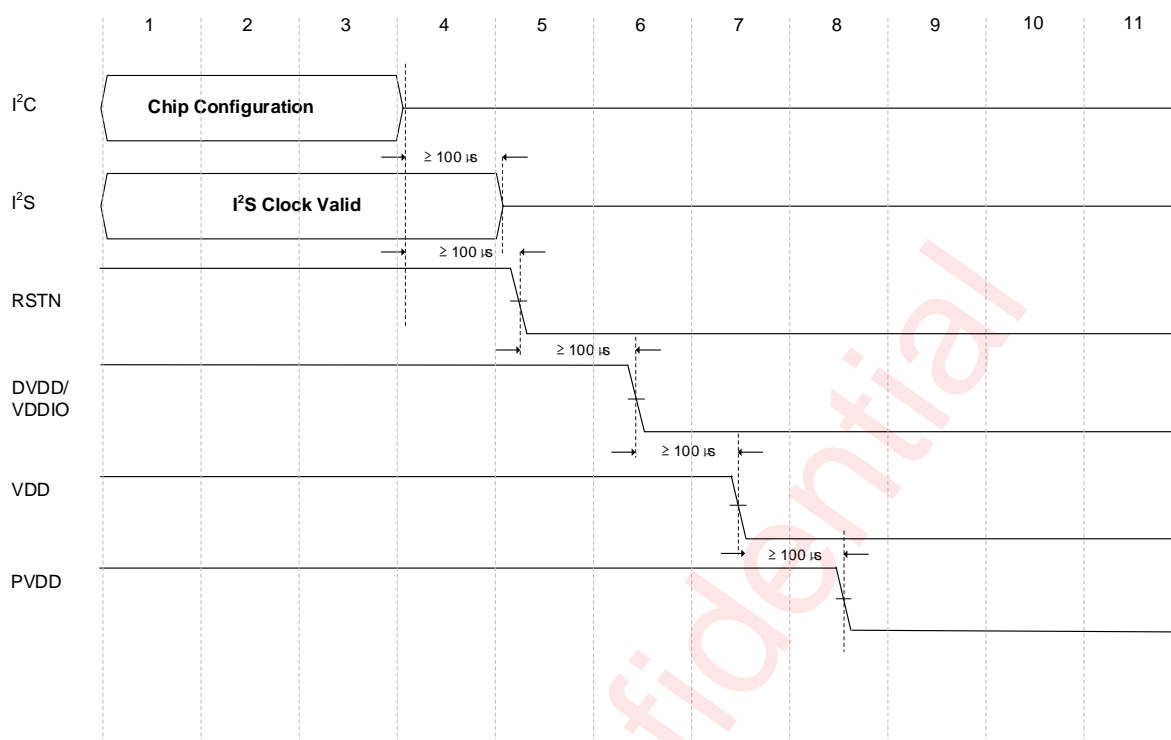 1 2 3 4 5 6 7 8 9 10 11
I²C
Chip Configuration
≥ 100 μs
I²S
I²S Clock Valid
≥ 100 μs
RSTN
≥ 100 μs
DVDD/
VDDIO
≥ 100 μs
VDD
≥ 100 μs
PVDD
fidential